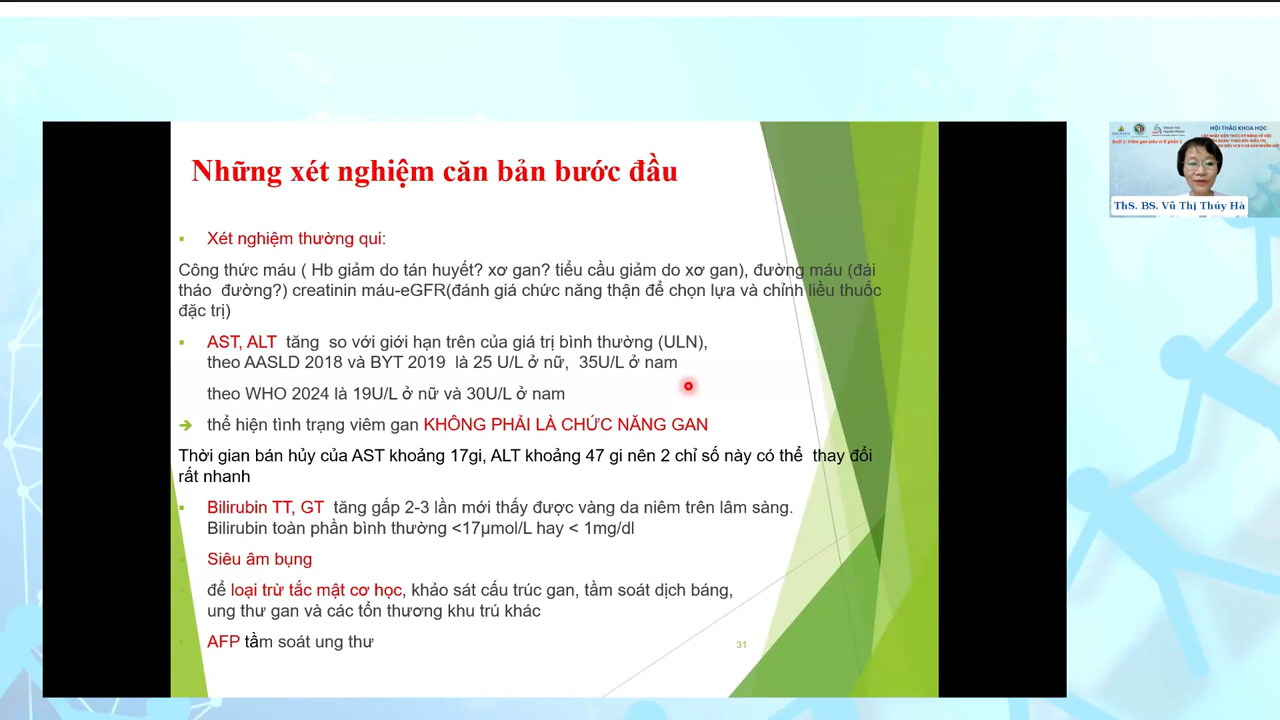 Những xét nghiệm căn bản bước đầu
Xét nghiệm thường qui:
Công thức máu ( Hb giảm do tán huyết? xơ gan? tiểu cầu giảm do xơ gan), đường máu (đái
tháo đường?) creatinin máu-eGFR(đánh giá chức năng thận để chọn lựa và chỉnh liều thuốc
đặc trị)
AST, ALT tăng so với giới hạn trên của giá trị bình thường (ULN),
theo AASLD 2018 và BYT 2019 là 25 U/L ở nữ, 35U/L ở nam
theo WHO 2024 là 19U/L ở nữ và 30U/L ở nam
thể hiện tình trạng viêm gan KHÔNG PHẢI LÀ CHỨC NĂNG GAN
Thời gian bán hủy của AST khoảng 17gi, ALT khoảng 47 gi nên 2 chỉ số này có thể thay đổi
rất nhanh
Bilirubin TT, GT tăng gấp 2-3 lần mới thấy được vàng da niêm trên lâm sàng.
Bilirubin toàn phần bình thường <17µmol/L hay < 1mg/dl
Siêu âm bụng
để loại trừ tắc mật cơ học, khảo sát cấu trúc gan, tầm soát dịch báng,
ung thư gan và các tổn thương khu trú khác
AFP tầm soát ung thư
31
HỘI THẢO KHOA HỌC
Buổi 1: Viêm gan siêu vi B phần 1
ThS. BS. Vũ Thị Thúy Hà